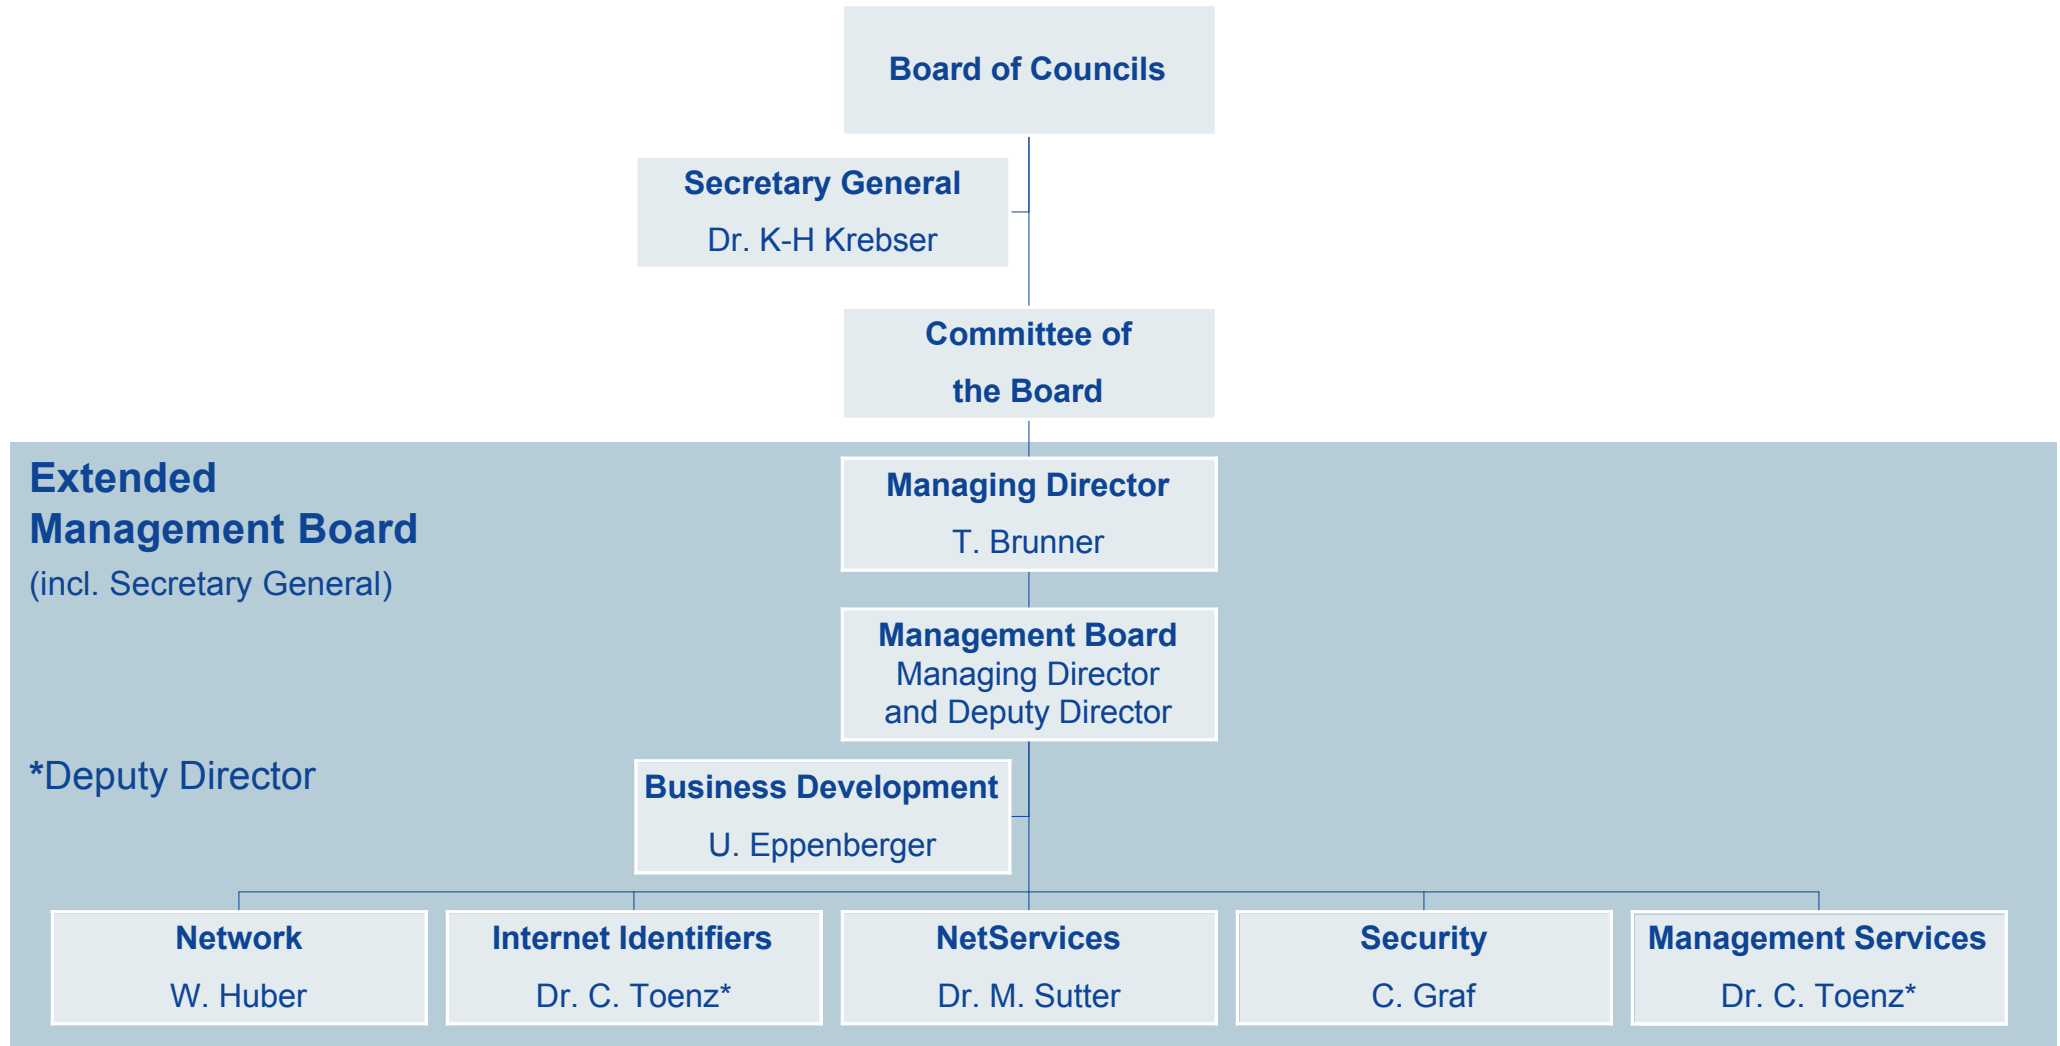 Board of Councils
Secretary General
Dr. K-H Krebser
Committee of
the Board
Extended
Management Board
(incl. Secretary General)
Managing Director
T. Brunner
Management Board
Managing Director
and Deputy Director
*Deputy Director
Business Development
U. Eppenberger
Network
W. Huber
Internet Identifiers
Dr. C. Toenz*
NetServices
Dr. M. Sutter
Security
C. Graf
Management Services
Dr. C. Toenz*